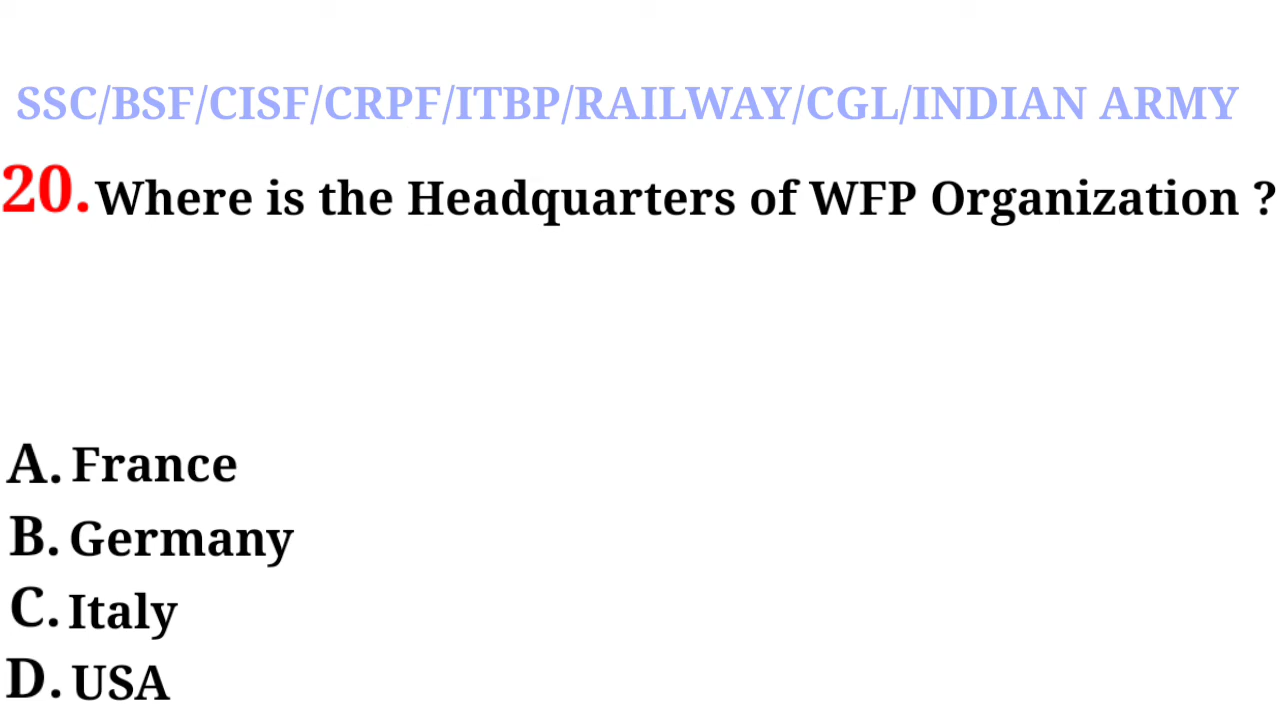 SSC/BSF/CISF/CRPF/ITBP/RAILWAY/CGL/INDIAN ARMY
20. Where is the Headquarters of WFP Organization ?
A. France
B. Germany
C. Italy
D. USA